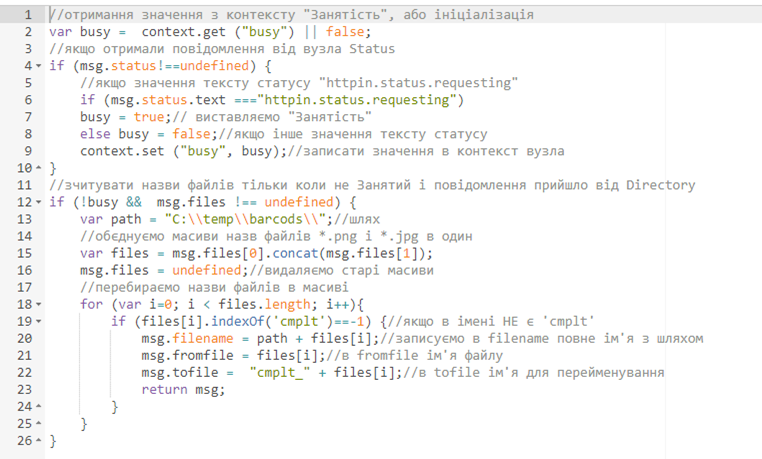 1 //отримання значення з контексту "Занятість", або ініціалізація
2 var busy =  context.get ("busy") || false;
3 //якщо отримали повідомлення від вузла Status
4 if (msg.status!==undefined) {
5     //якщо значення тексту статусу "httpin.status.requesting"
6     if (msg.status.text ==="httpin.status.requesting")
7     busy = true;// виставляємо "Занятість"
8     else busy = false;//якщо інше значення тексту статусу
9     context.set ("busy", busy);//записати значення в контекст вузла
10 }
11 //зчитувати назви файлів тільки коли не Занятий і повідомлення прийшло від Directory
12 if (!busy &&  msg.files !== undefined) {
13     var path = "C:\\temp\\barcods\\";//шлях
14     //обєднуємо масиви назв файлів *.png і *.jpg в один
15     var files = msg.files[0].concat(msg.files[1]);
16     msg.files = undefined;//видаляємо старі масиви
17     //перебираємо назви файлів в масиві
18     for (var i=0; i < files.length; i++){
19         if (files[i].indexOf('cmplt')==-1) {//якщо в імені НЕ є 'cmplt'
20             msg.filename = path + files[i];//записуємо в filename повне ім'я з шляхом
21             msg.fromfile = files[i];//в fromfile ім'я файлу
22             msg.tofile =  "cmplt_" + files[i];//в tofile ім'я для перейменування
23             return msg;
24         }
25     }
26 }